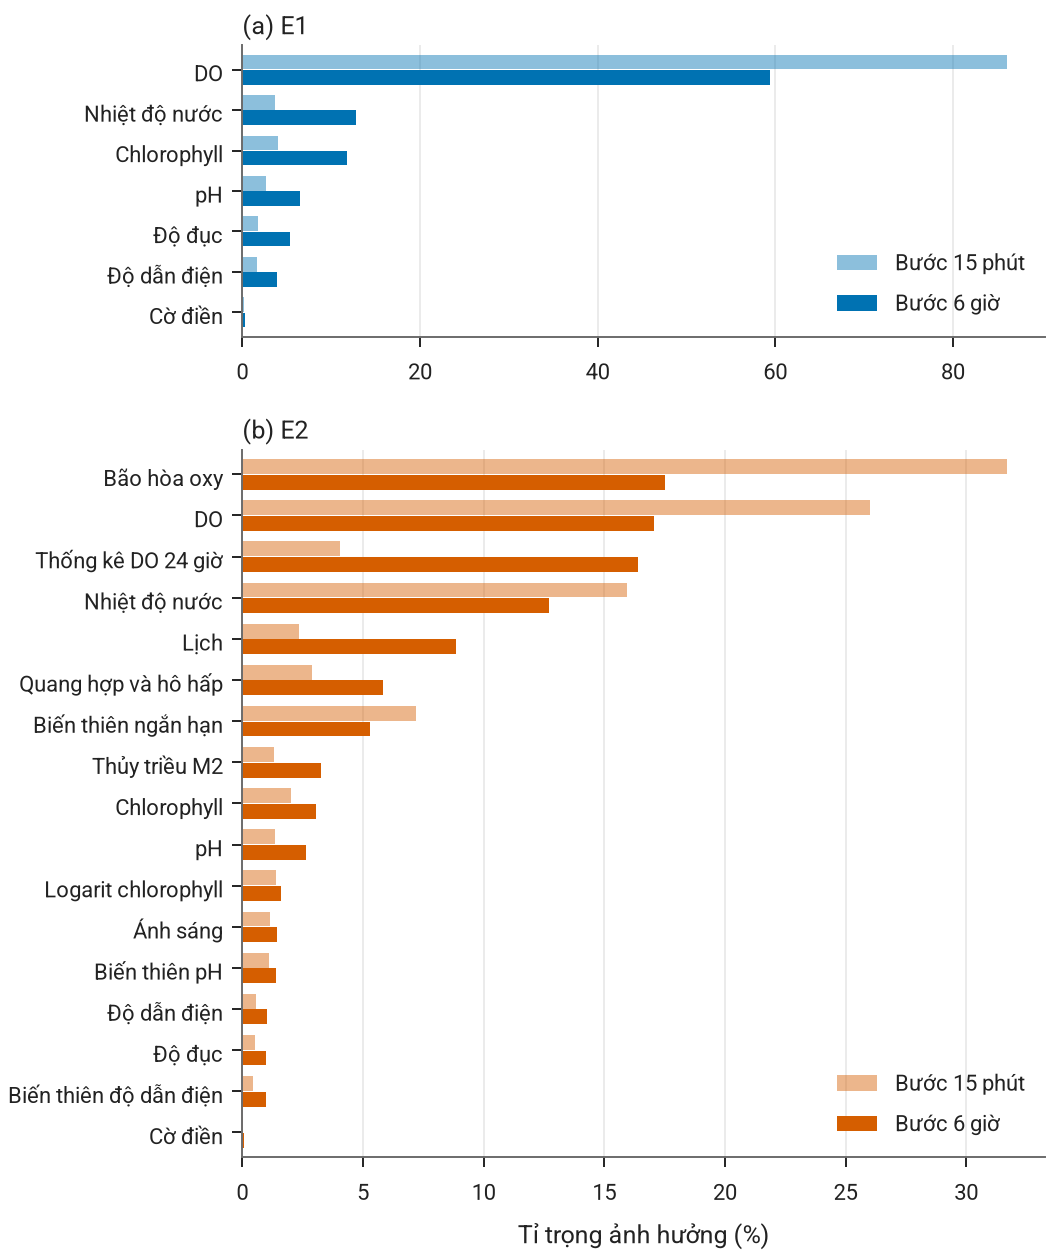 (a) E1
DO
Nhiệt độ nước
Chlorophyll
pH
Độ đục
Độ dẫn điện
Cờ điền
Bước 15 phút
Bước 6 giờ
0 20 40 60 80
(b) E2
Bão hòa oxy
DO
Thống kê DO 24 giờ
Nhiệt độ nước
Lịch
Quang hợp và hô hấp
Biến thiên ngắn hạn
Thủy triều M2
Chlorophyll
pH
Logarit chlorophyll
Ánh sáng
Biến thiên pH
Độ dẫn điện
Độ đục
Biến thiên độ dẫn điện
Cờ điền
Bước 15 phút
Bước 6 giờ
0 5 10 15 20 25 30
Tỉ trọng ảnh hưởng (%)